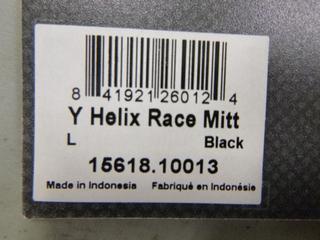 8 41921 26012 4
Y Helix Race Mitt
L Black
15618.10013
Made in Indonesia Fabriqué en Indonésie